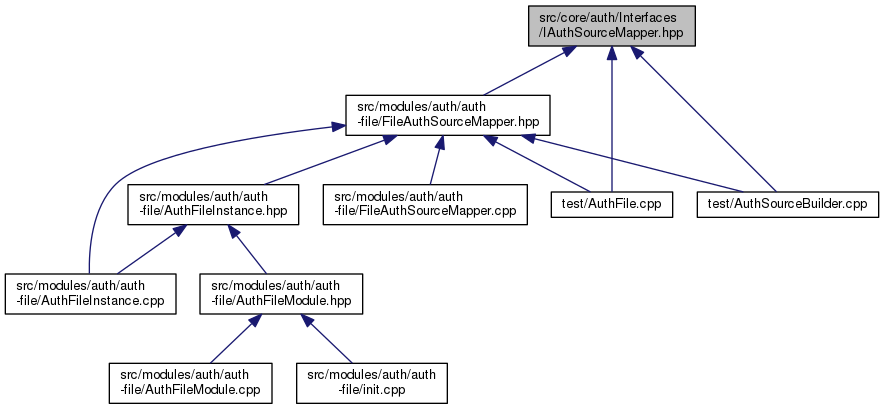 src/core/auth/Interfaces
/IAuthSourceMapper.hpp
src/modules/auth/auth
-file/FileAuthSourceMapper.hpp
src/modules/auth/auth
-file/AuthFileInstance.hpp
src/modules/auth/auth
-file/FileAuthSourceMapper.cpp
test/AuthFile.cpp
test/AuthSourceBuilder.cpp
src/modules/auth/auth
-file/AuthFileInstance.cpp
src/modules/auth/auth
-file/AuthFileModule.hpp
src/modules/auth/auth
-file/AuthFileModule.cpp
src/modules/auth/auth
-file/init.cpp